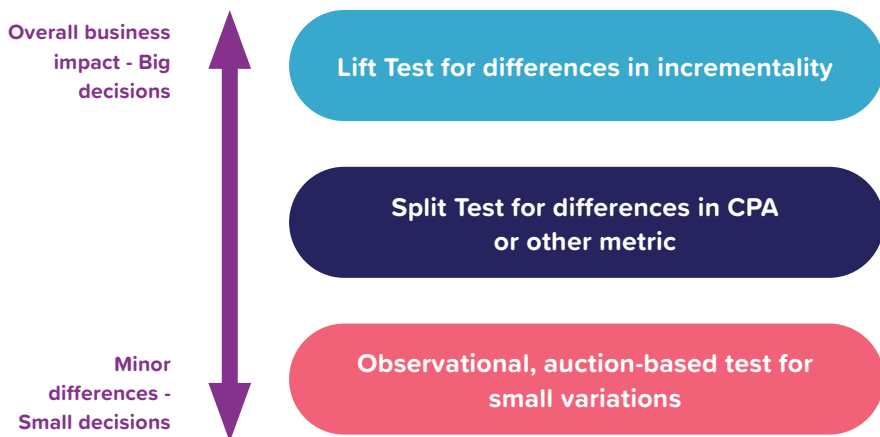 Overall business
impact - Big
decisions
Lift Test for differences in incrementality
Split Test for differences in CPA
or other metric
Minor
differences -
Small decisions
Observational, auction-based test for
small variations